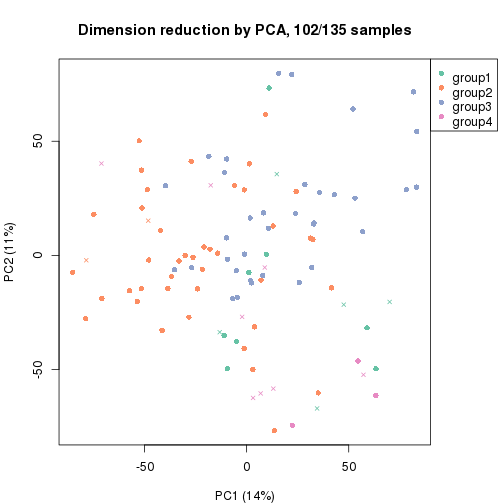 Dimension reduction by PCA, 102/135 samples
group1
group2
group3
group4
50
0
-50
PC2 (11%)
-50
0
50
PC1 (14%)